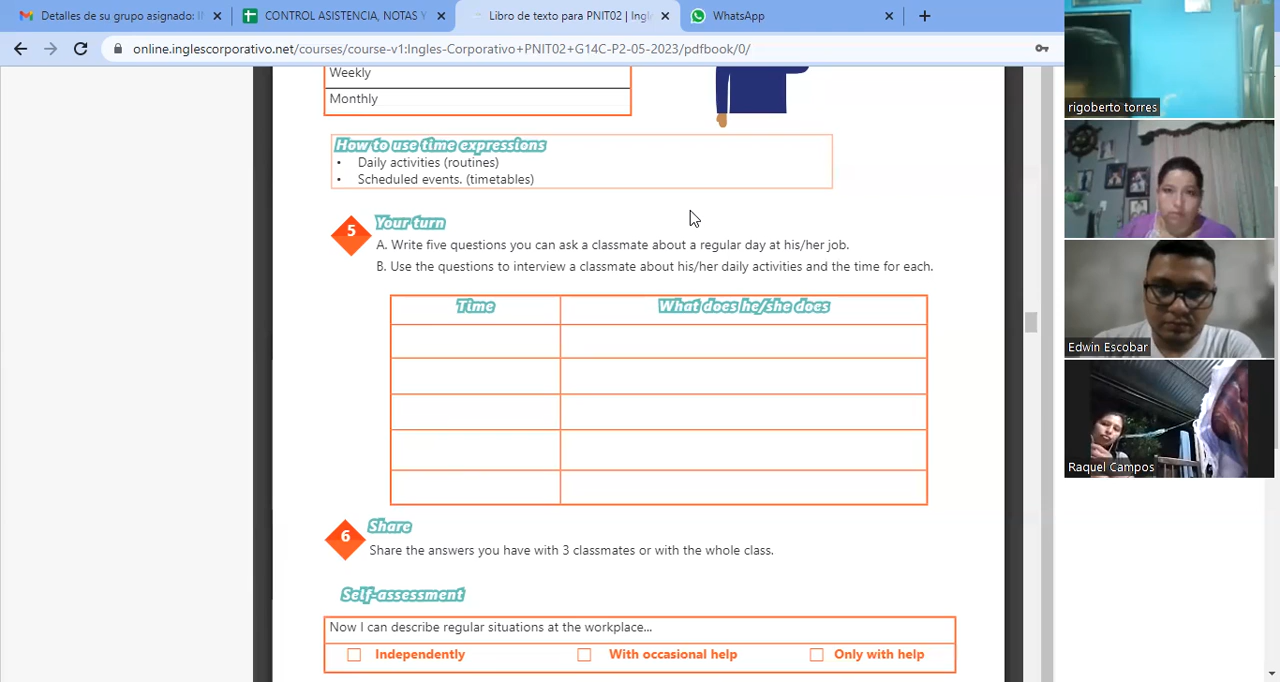 Detalles de su grupo asignado: I
CONTROL ASISTENCIA, NOTAS Y
Libro de texto para PNIT02 | Ingl
WhatsApp
online.inglescorporativo.net/courses/course-v1:Ingles-Corporativo+PNIT02+G14C-P2-05-2023/pdfbook/0/
Weekly
Monthly
How to use time expressions
• Daily activities (routines)
• Scheduled events. (timetables)
5
Your turn
A. Write five questions you can ask a classmate about a regular day at his/her job.
B. Use the questions to interview a classmate about his/her daily activities and the time for each.
Time
What does he/she does
6
Share
Share the answers you have with 3 classmates or with the whole class.
Self-assessment
Now I can describe regular situations at the workplace...
Independently
With occasional help
Only with help
rigoberto torres
Edwin Escobar
Raquel Campos